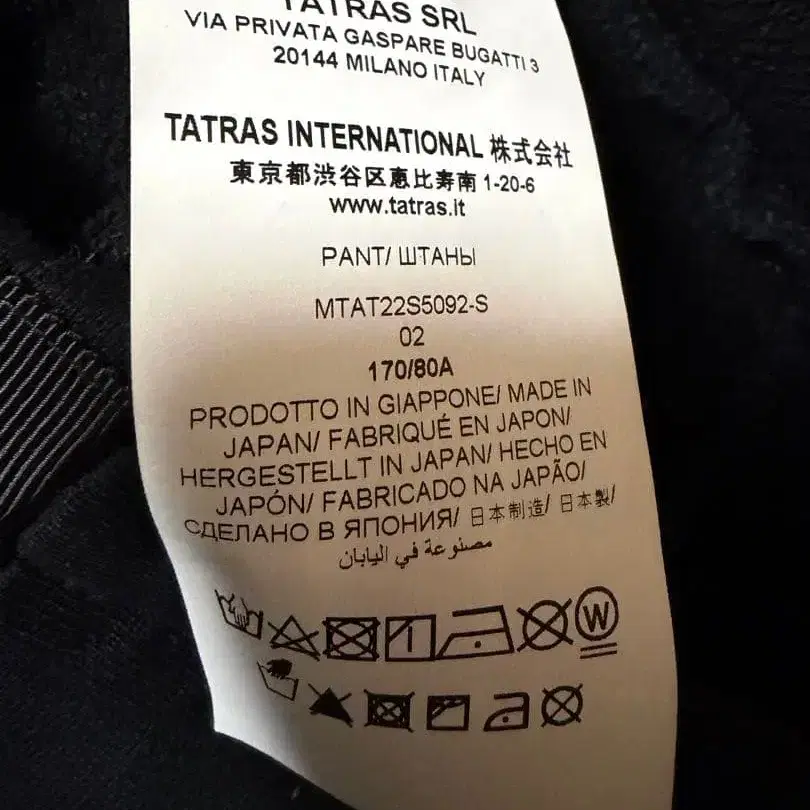 TATRAS SRL
VIA PRIVATA GASPARE BUGATTI 3
20144 MILANO ITALY
TATRAS INTERNATIONAL 株式会社
東京都渋谷区恵比寿南 1-20-6
www.tatras.it
PANT/ ШТАНЫ
MTAT22S5092-S
02
170/80A
PRODOTTO IN GIAPPONE/ MADE IN
JAPAN/ FABRIQUÉ EN JAPON/
HERGESTELLT IN JAPAN/ HECHO EN
JAPÓN/ FABRICADO NA JAPÃO/
СДЕЛАНО В ЯПОНИЯ/ 日本制造/ 日本製/
مصنوعة في اليابان
W